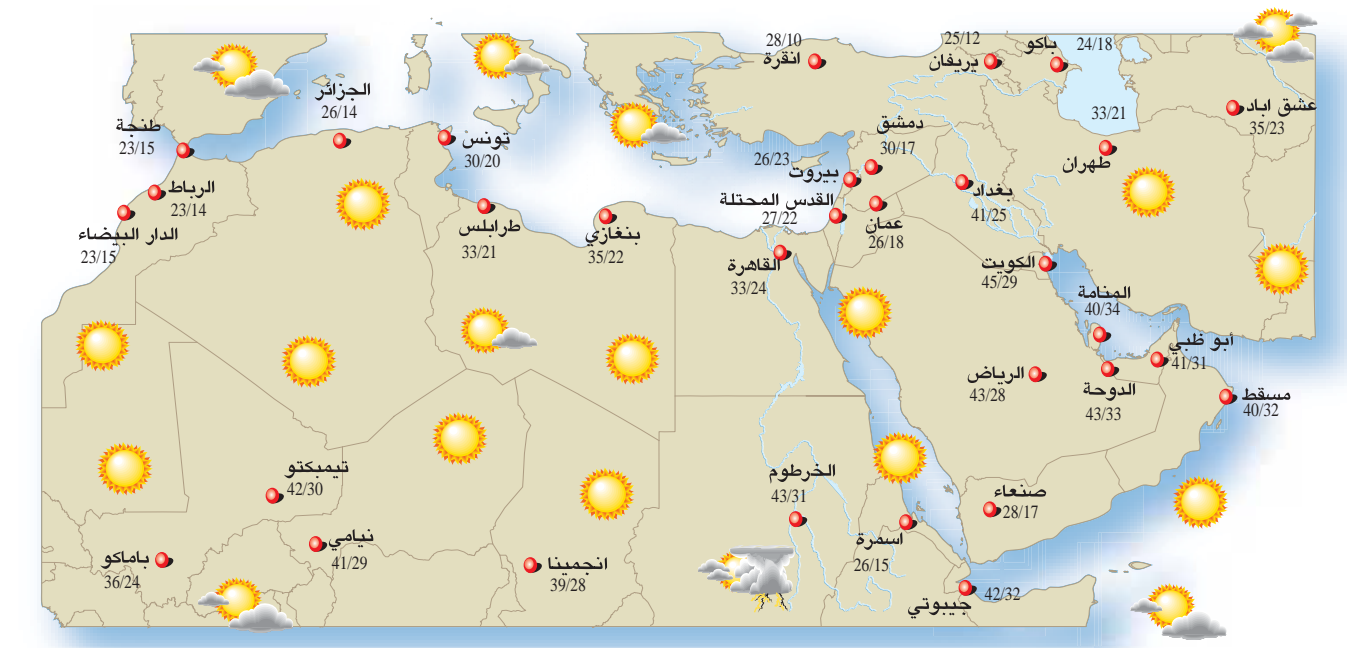 28/10
انقرة
25/12
يريفان
24/18
باكو
عشق اباد
35/23
33/21
طهران
الجزائر
26/14
طنجة
23/15
تونس
30/20
دمشق
30/17
26/23
بيروت
بغداد
41/25
الرباط
23/14
القدس المحتلة
27/22
الدار البيضاء
23/15
طرابلس
33/21
بنغازي
35/22
عمان
26/18
القاهرة
33/24
الكويت
45/29
المنامة
40/34
أبو ظبي
41/31
الرياض
43/28
الدوحة
43/33
مسقط
40/32
تيمبكتو
42/30
الخرطوم
43/31
صنعاء
28/17
نيامي
41/29
اسمرة
26/15
باماكو
36/24
انجمينا
39/28
42/32
جيبوتي